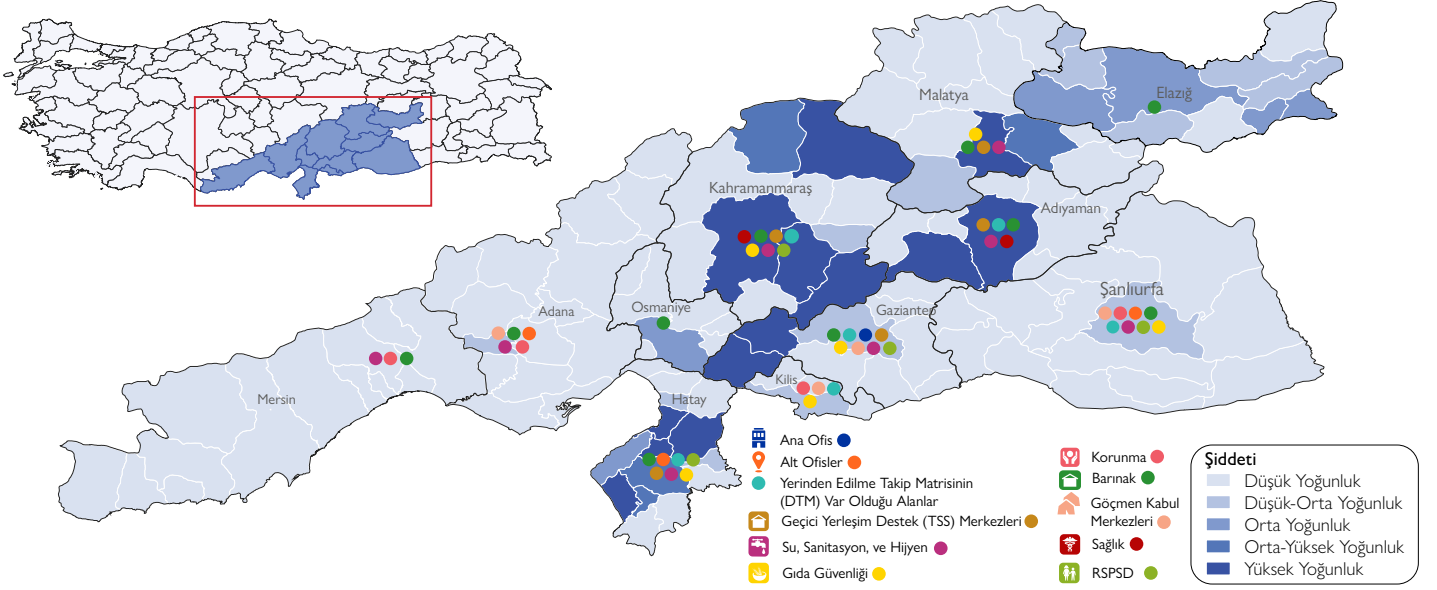 Malatya
Elazığ
Kahramanmaraş
Adıyaman
Şanlıurfa
Osmaniye
Adana
Gaziantep
Kilis
Mersin
Hatay
Ana Ofis
Alt Ofisler
Yerinden Edilme Takip Matrisinin
(DTM) Var Olduğu Alanlar
Geçici Yerleşim Destek (TSS) Merkezleri
Su, Sanitasyon, ve Hijyen
Gıda Güvenliği
Korunma
Barınak
Göçmen Kabul
Merkezleri
Sağlık
RSPSD
Şiddeti
Düşük Yoğunluk
Düşük-Orta Yoğunluk
Orta Yoğunluk
Orta-Yüksek Yoğunluk
Yüksek Yoğunluk